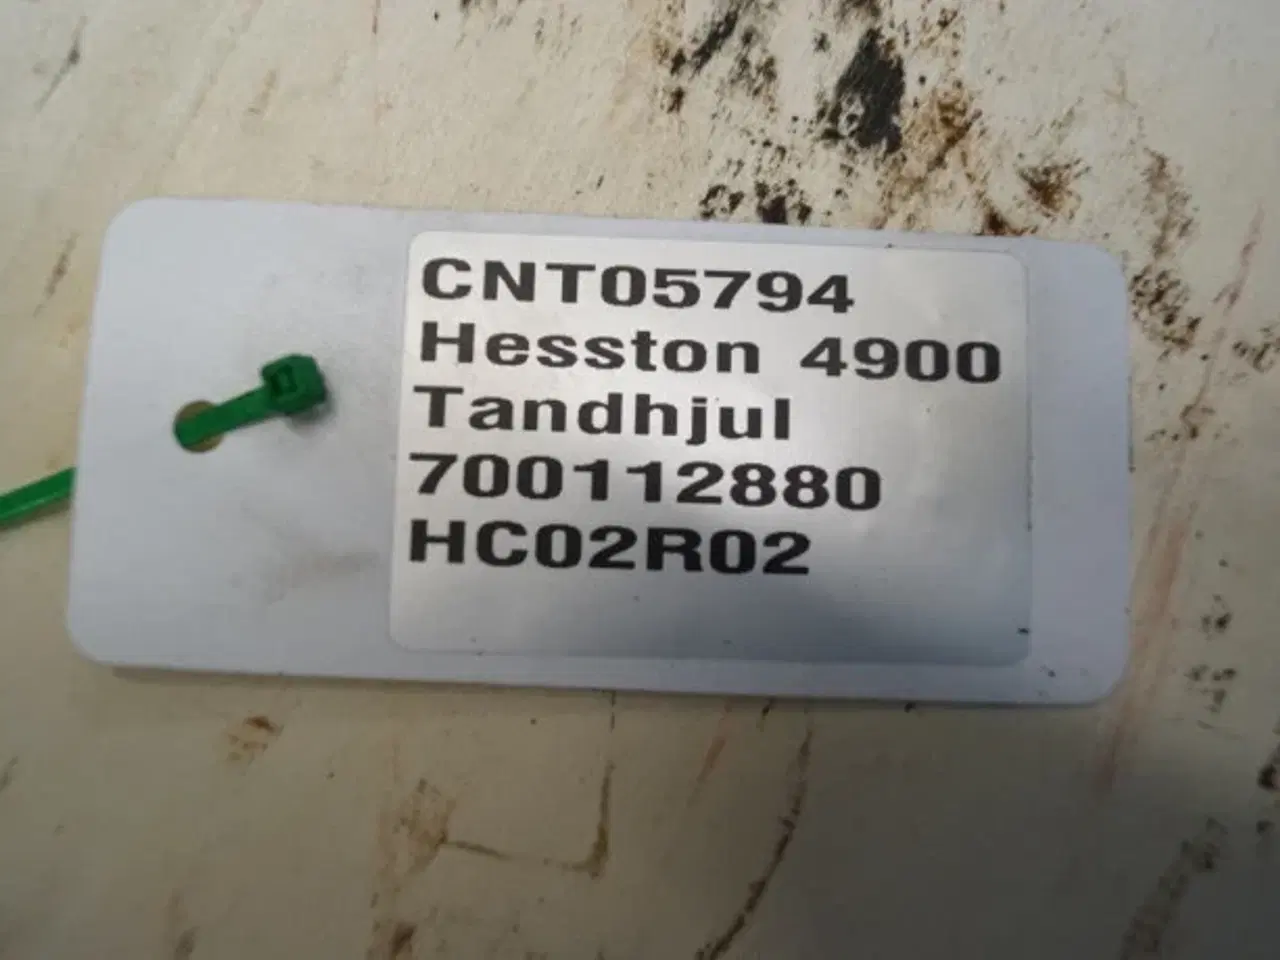 CNT05794
Hesston 4900
Tandhjul
700112880
HC02R02